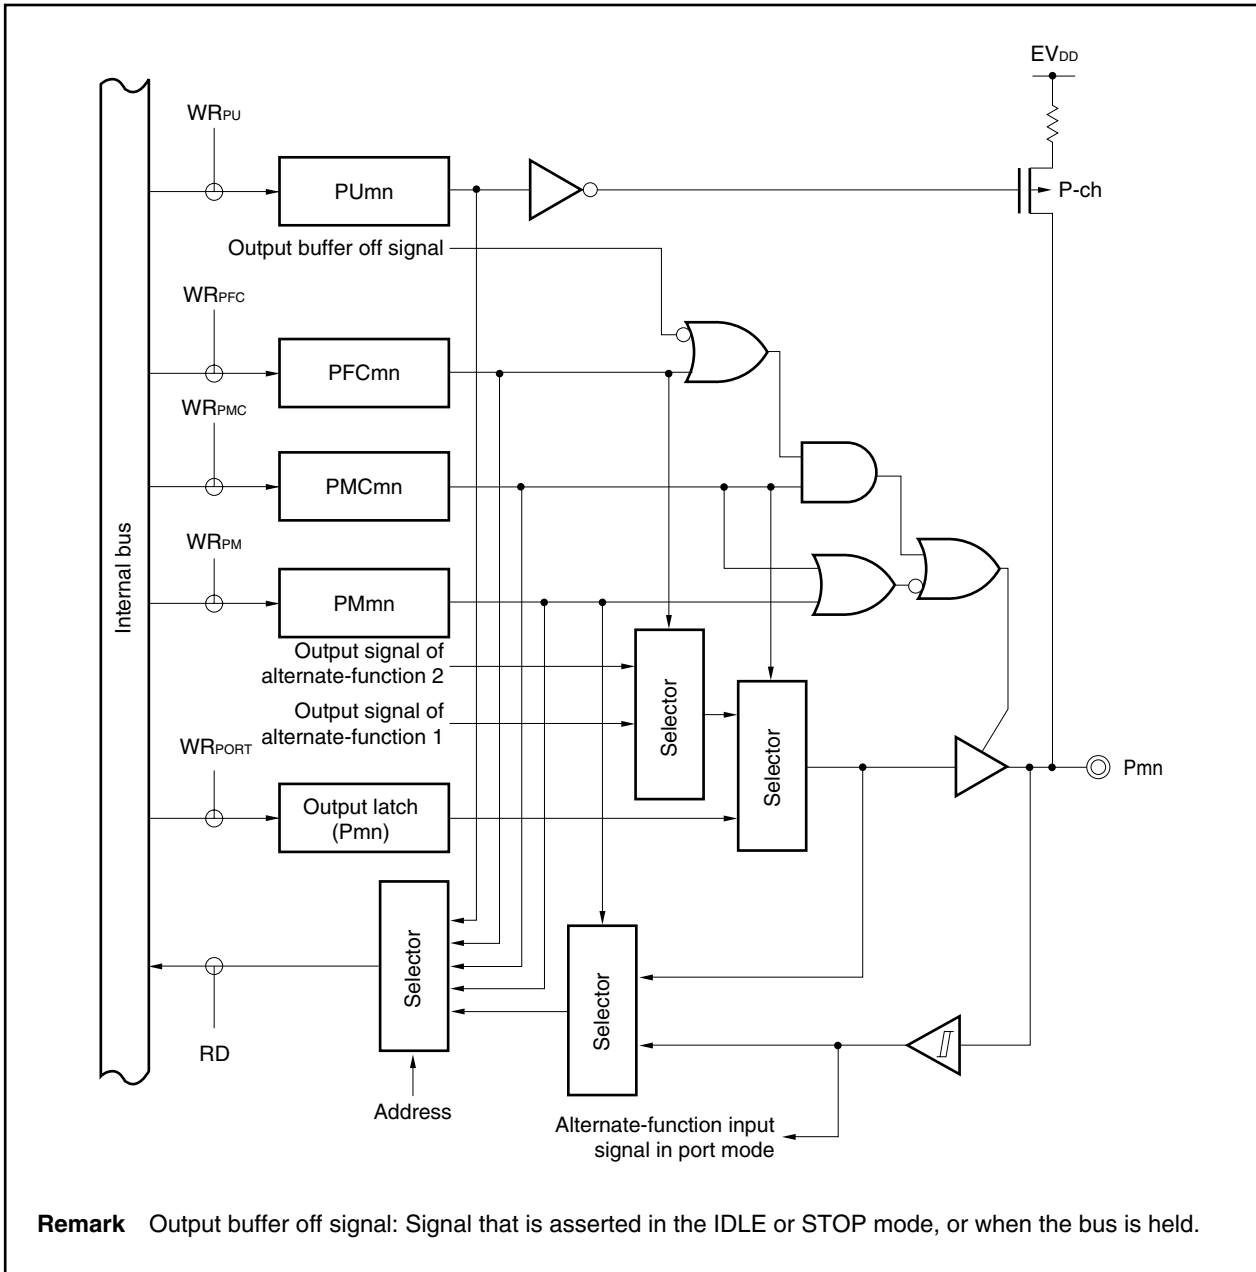 EVDD
WRPU
PUmn
P-ch
Output buffer off signal
WRPFC
PFCmn
WRPMC
PMCmn
Internal bus
WRPM
PMmn
Output signal of
alternate-function 2
Output signal of
alternate-function 1
Selector
Selector
WRPORT
Pmn
Output latch
(Pmn)
Selector
Selector
RD
Address
Alternate-function input
signal in port mode
Remark Output buffer off signal: Signal that is asserted in the IDLE or STOP mode, or when the bus is held.